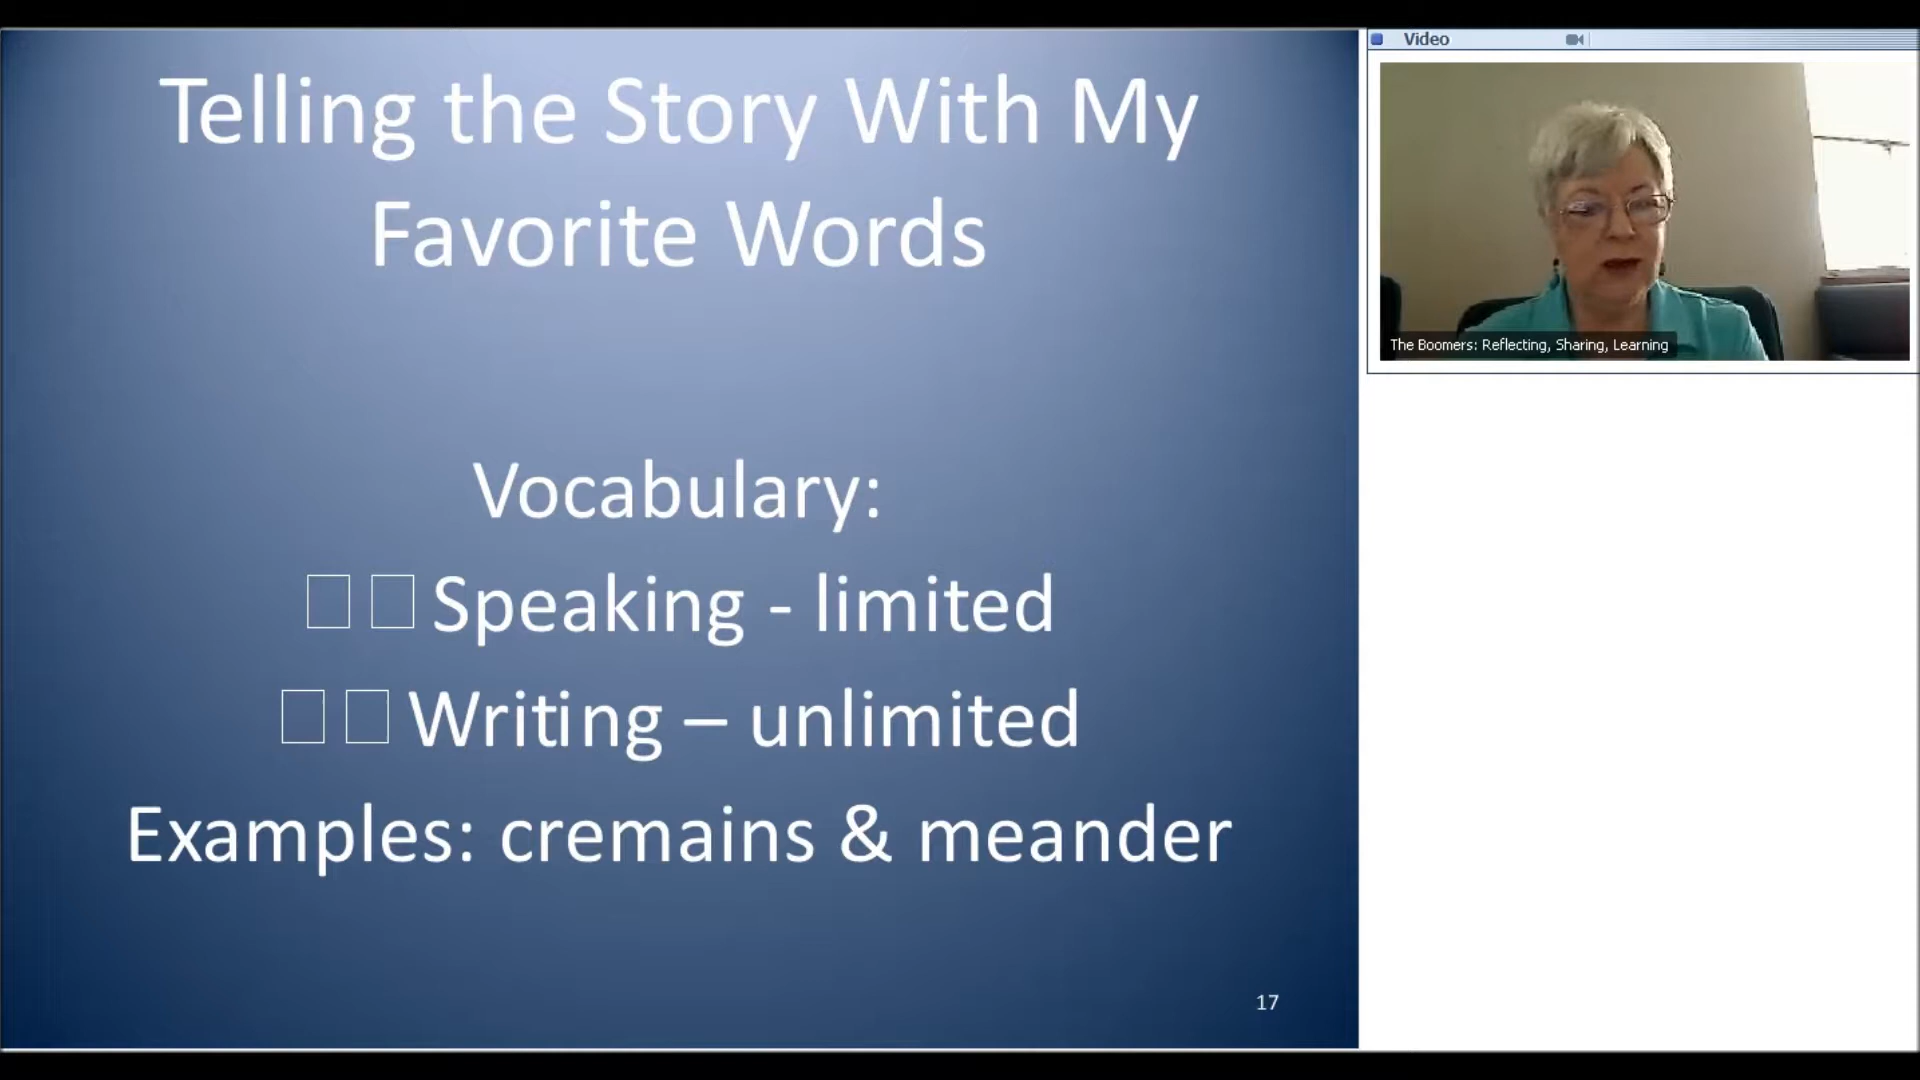 Telling the Story With My
Favorite Words
Vocabulary:
Speaking - limited
Writing – unlimited
Examples: cremains & meander
17
Video
The Boomers: Reflecting, Sharing, Learning